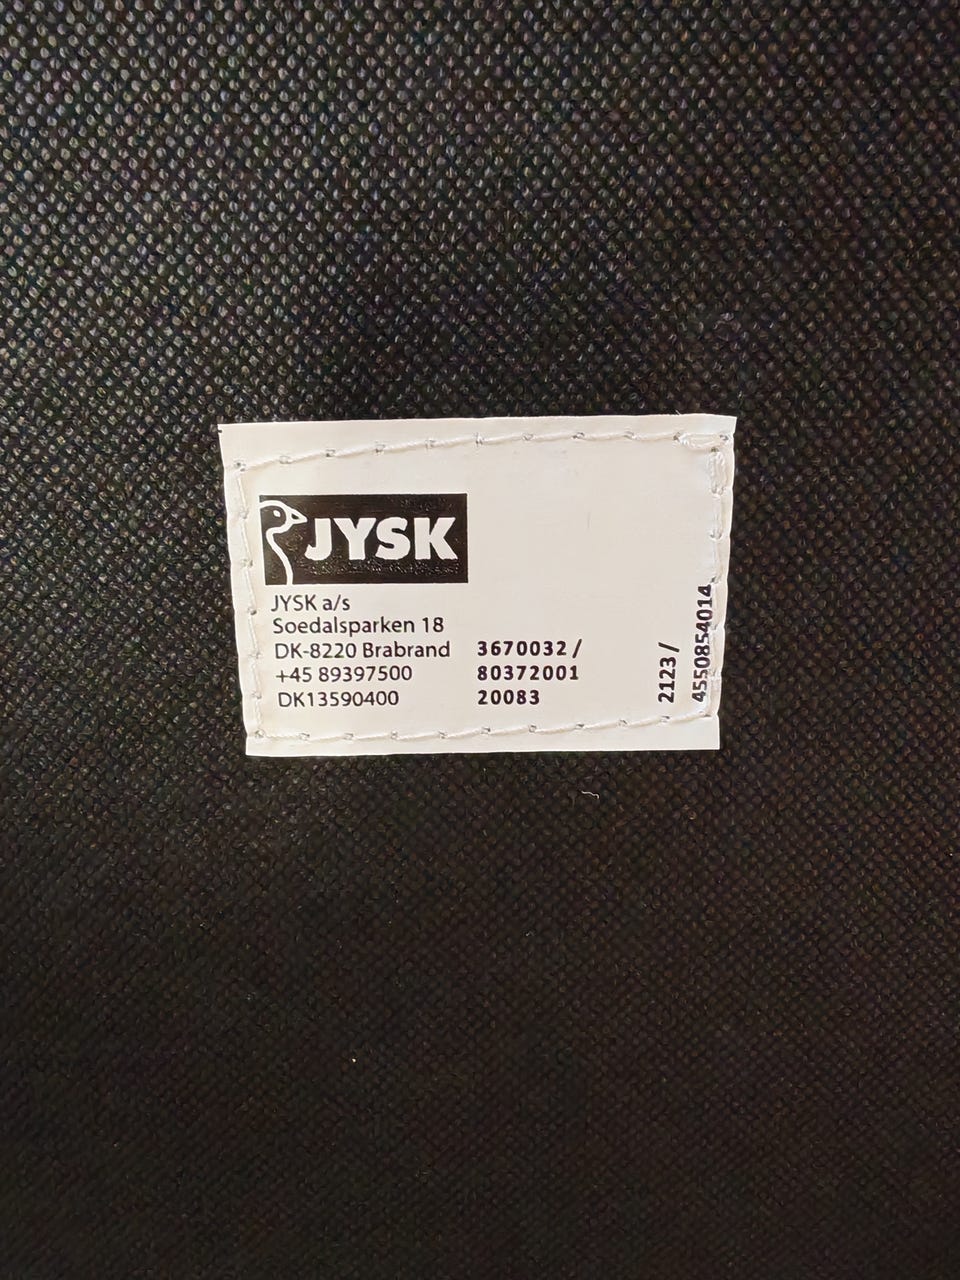 JYSK
JYSK a/s
Soedalsparken 18
DK-8220 Brabrand
+45 89397500
DK13590400
3670032 /
80372001
20083
2123 /
4550854014